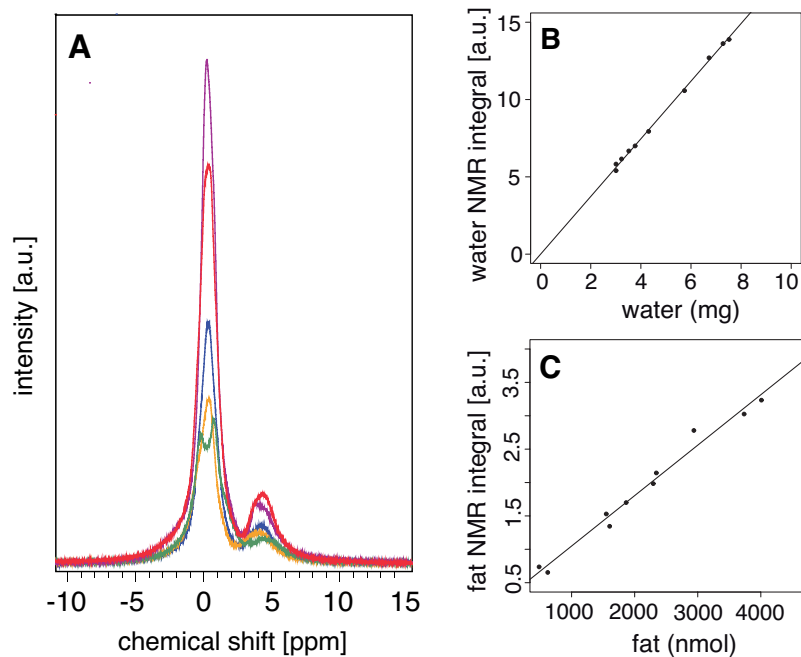 A
intensity [a.u.]
-10 -5 0 5 10 15
chemical shift [ppm]
B
water NMR integral [a.u.]
15
10
5
0
0 2 4 6 8 10
water (mg)
C
fat NMR integral [a.u.]
3.5
2.5
1.5
0.5
1000 2000 3000 4000
fat (nmol)